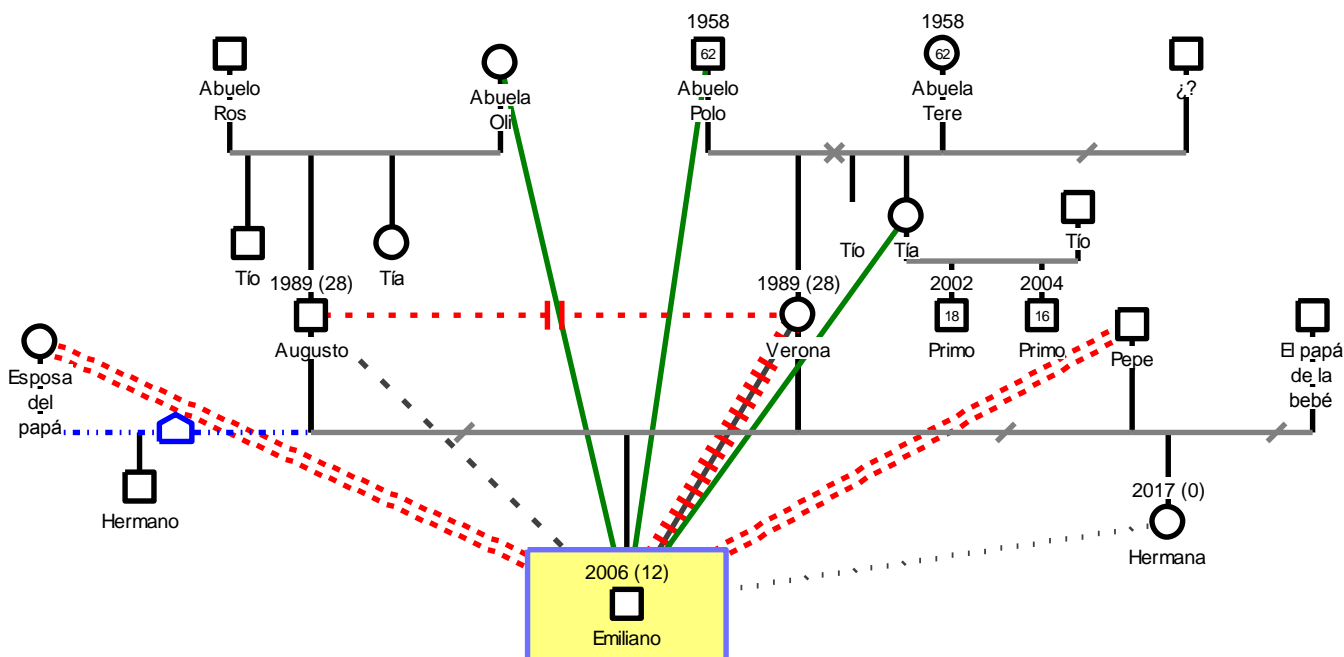 1958
1958
62
62
Abuelo
Ros
Abuela
Oli
Abuelo
Polo
Abuela
Tere
¿?
Tío
Tía
Tío
Tía
Tío
1989 (28)
Augusto
1989 (28)
Verona
2002
18
Primo
2004
16
Primo
Pepe
El papá
de la
bebé
Esposa
del
papá
Hermano
2017 (0)
Hermana
2006 (12)
Emiliano